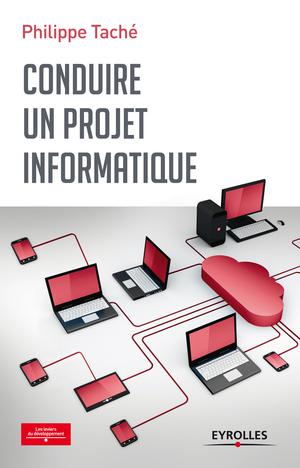 Philippe Taché
CONDUIRE
UN PROJET
INFORMATIQUE
Les leviers
du développement
EYROLLES